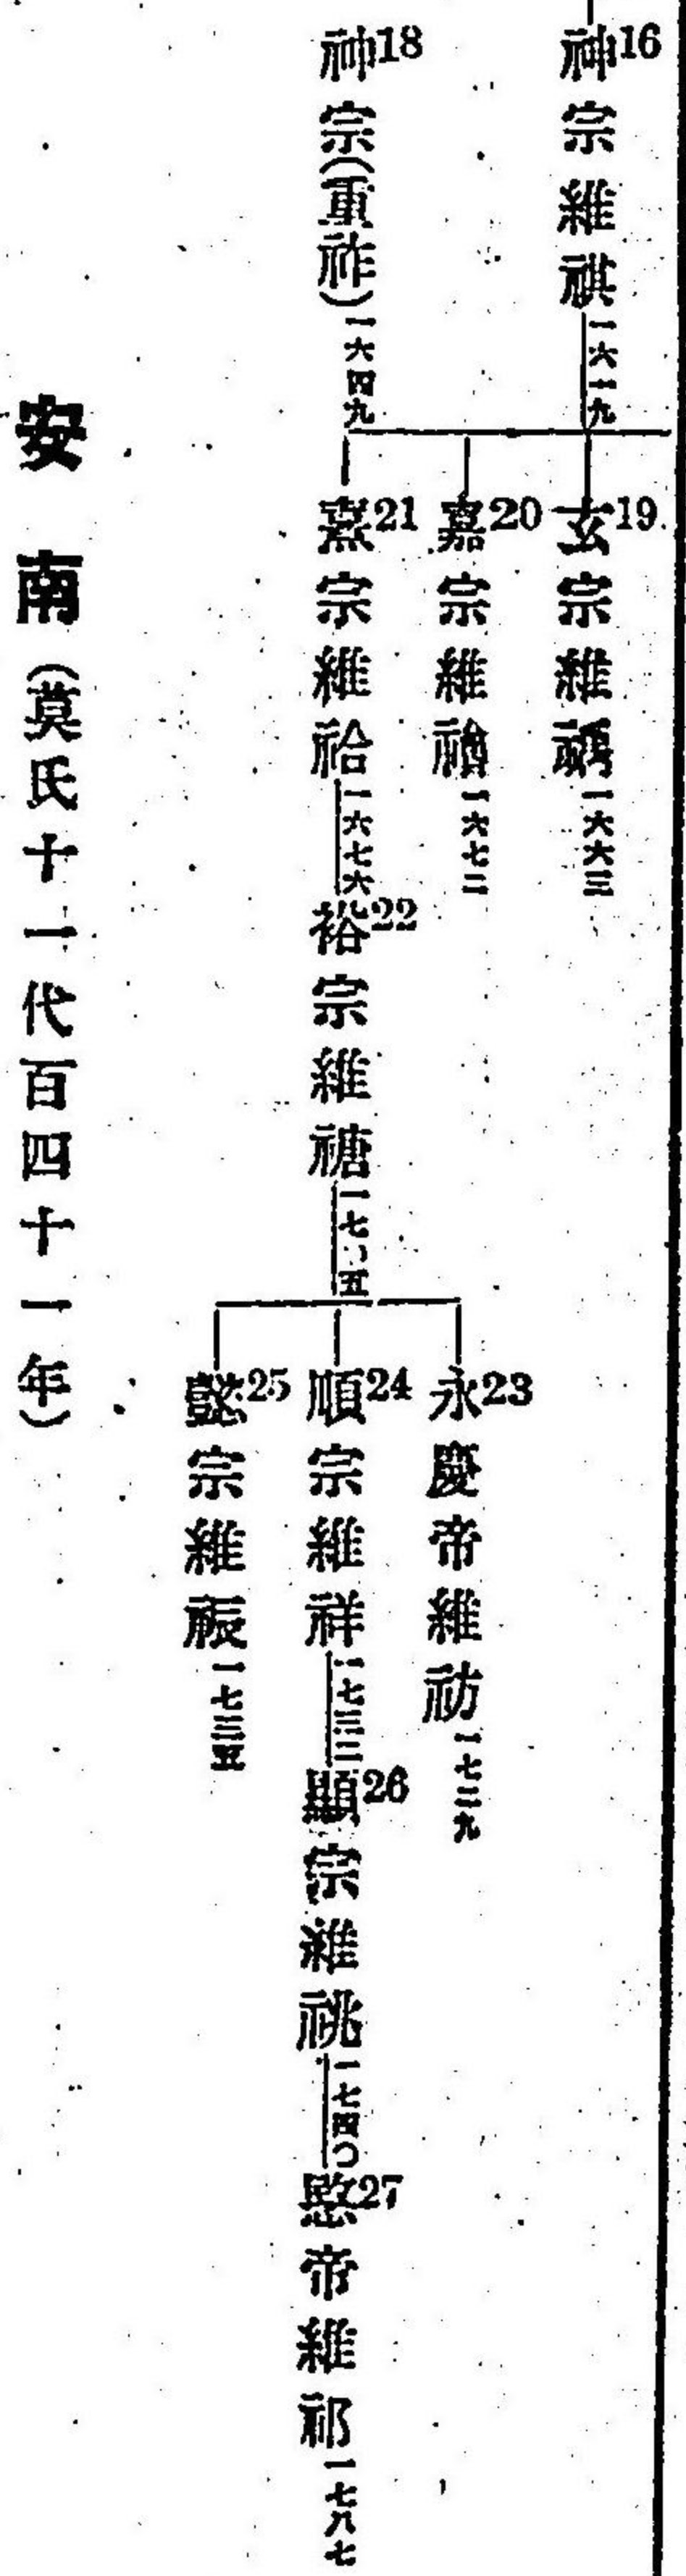 神16宗維祺一六一九
神18宗(重祚)一六四九
玄19宗維禑一六六三
嘉20宗維禬一六七二
熹21宗維祫一六七六
裕22宗維禟一七〇五
永23慶帝維祊一七二九
順24宗維祥一七三二
懿25宗維祳一七三五
顯26宗維祧一七四〇
愍27帝維祁一七八七
安南(莫氏十一代百四十一年)